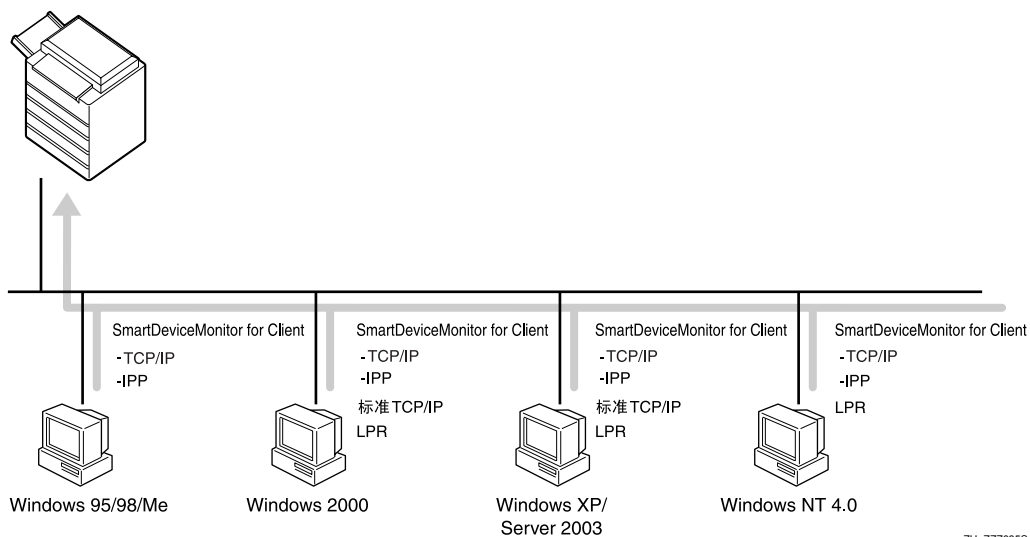 SmartDeviceMonitor for Client
-TCP/IP
-IPP
Windows 95/98/Me
SmartDeviceMonitor for Client
-TCP/IP
-IPP
标准TCP/IP
LPR
Windows 2000
SmartDeviceMonitor for Client
-TCP/IP
-IPP
标准TCP/IP
LPR
Windows XP/
Server 2003
SmartDeviceMonitor for Client
-TCP/IP
-IPP
LPR
Windows NT 4.0